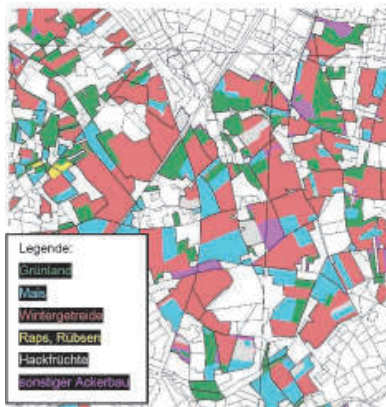 Legende:
Grünland
Mais
Wintergetreide
Raps, Rübsen
Hackfrüchte
sonstiger Ackerbau